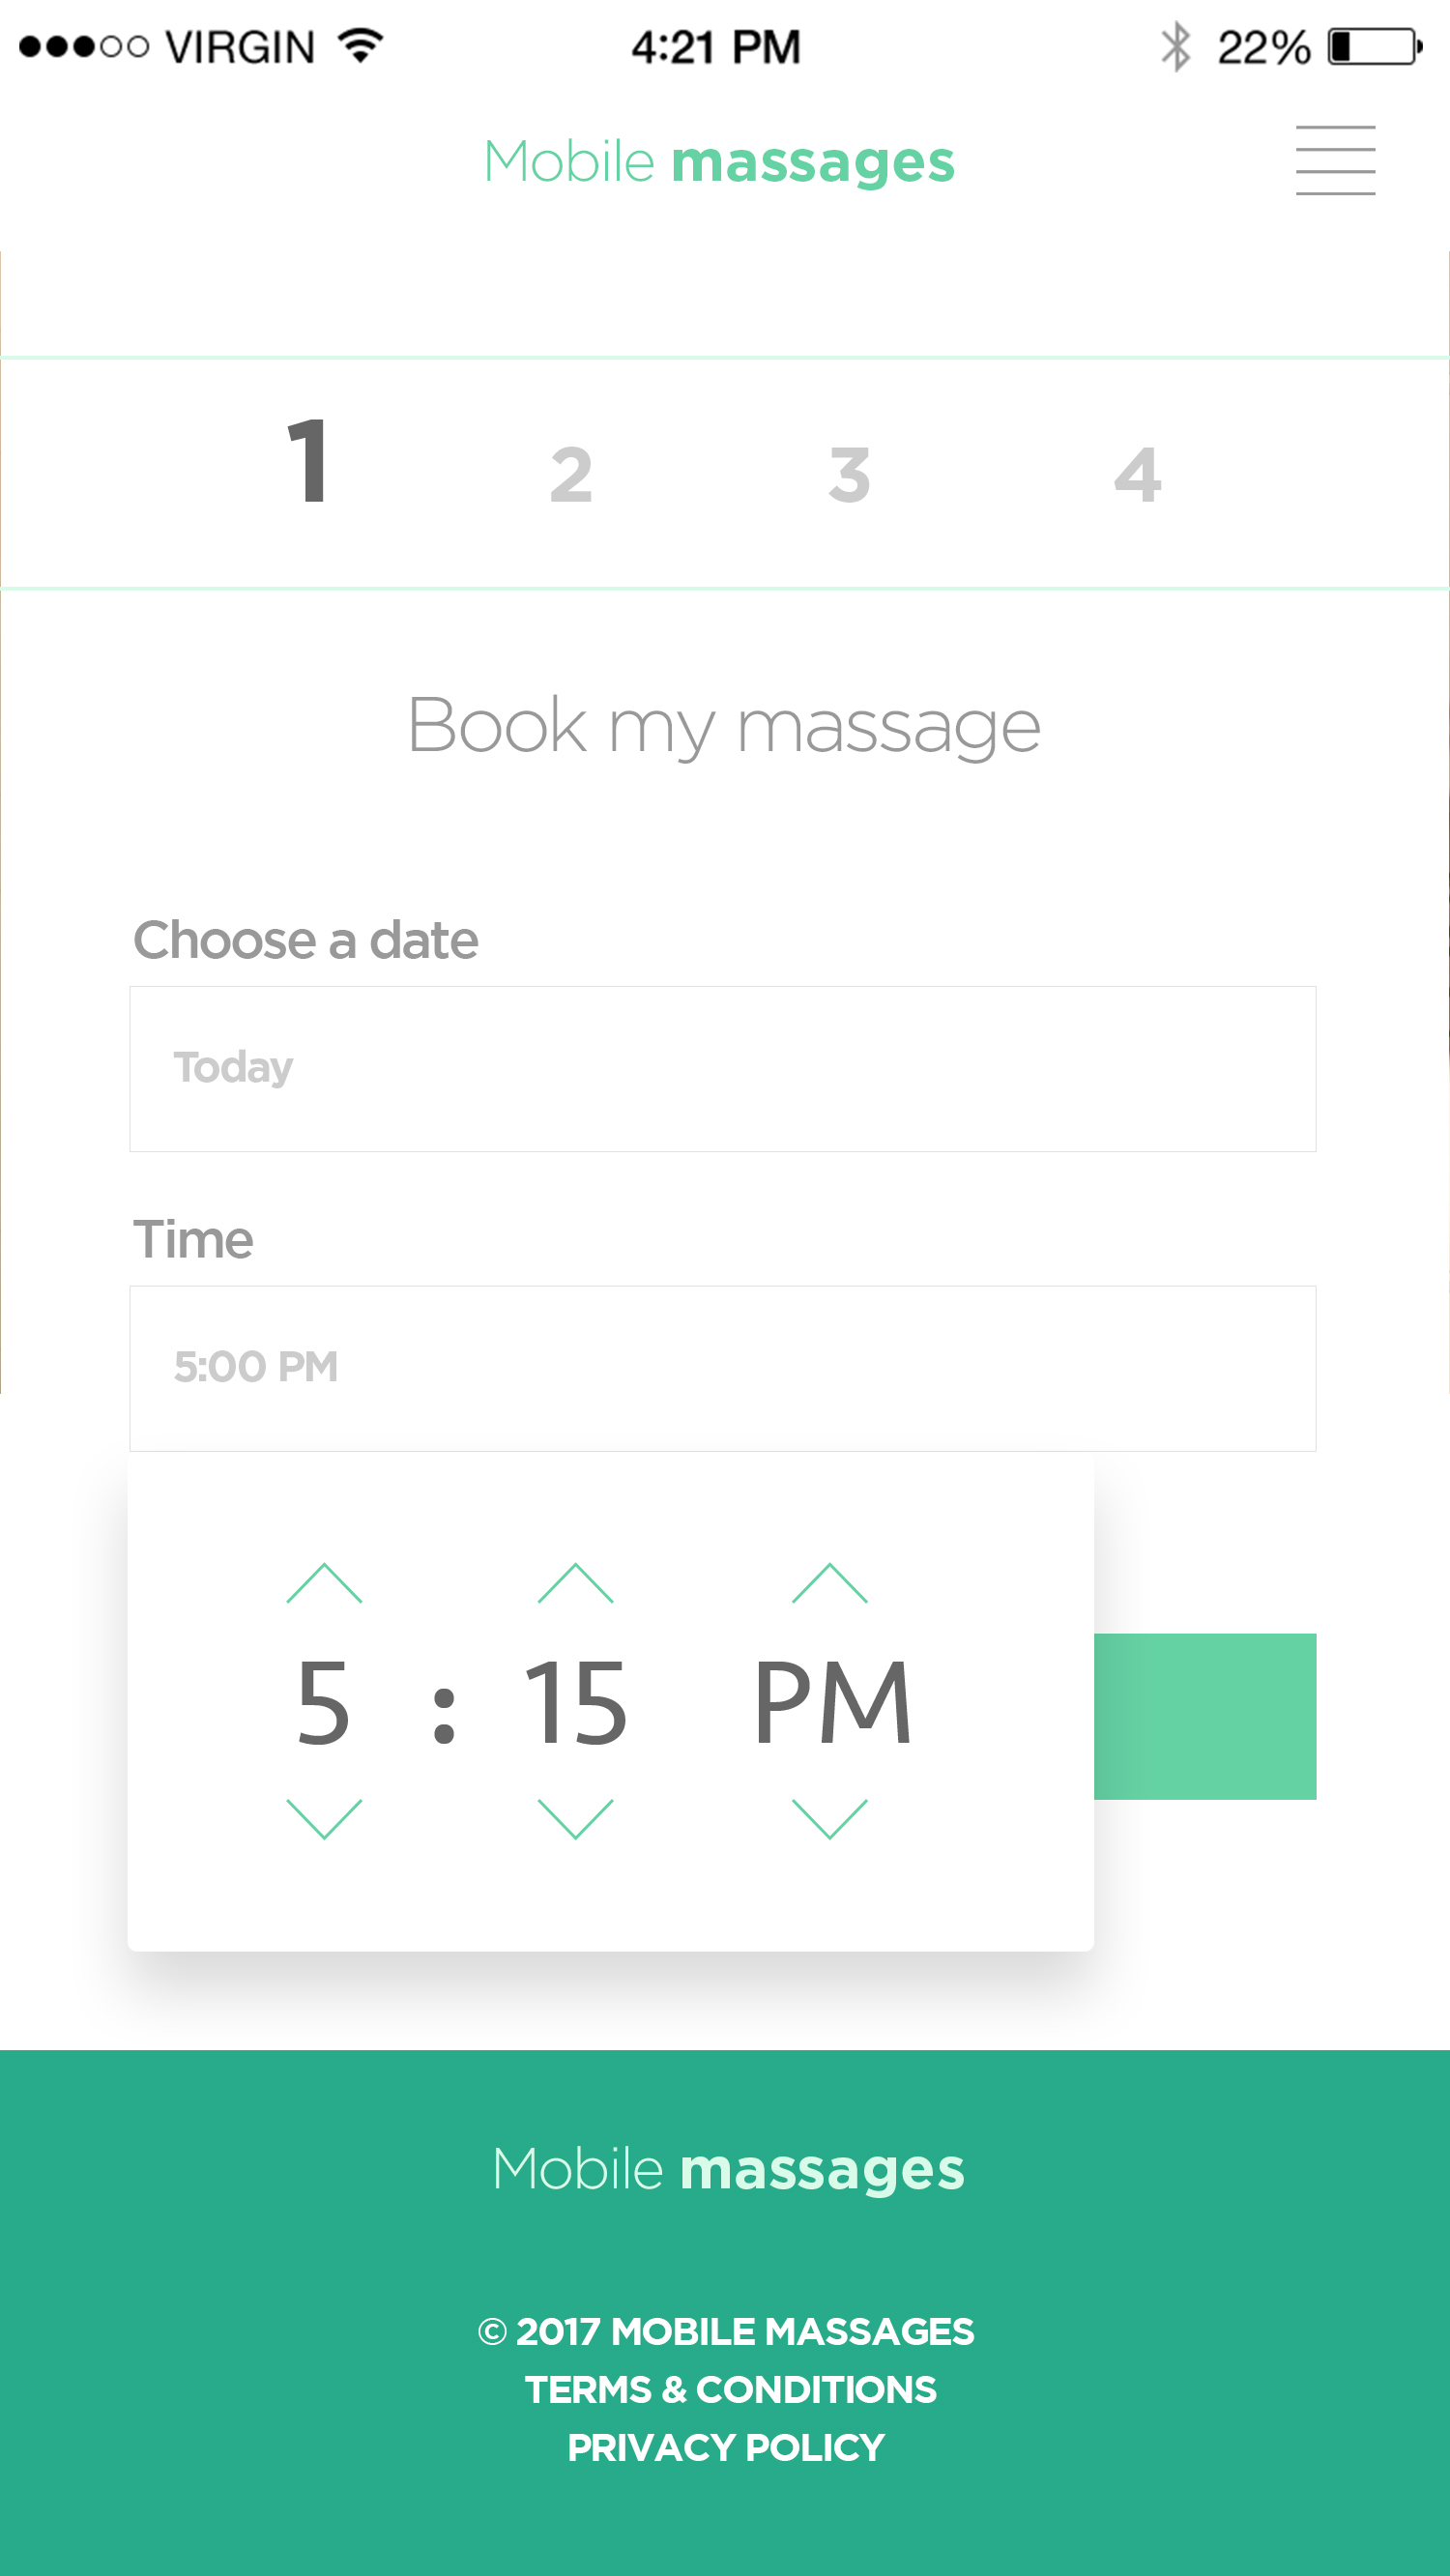 VIRGIN 4:21 PM 22%
Mobile massages
1 2 3 4
Book my massage
Choose a date
Today
Time
5:00 PM
5 : 15 PM
Mobile massages
© 2017 MOBILE MASSAGES
TERMS & CONDITIONS
PRIVACY POLICY